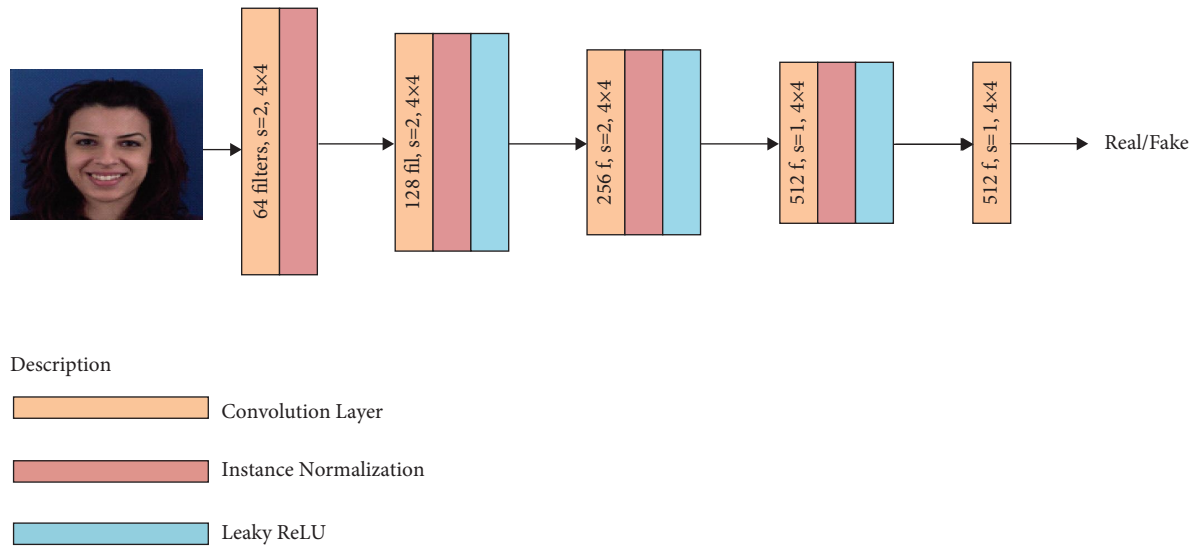 64 filters, s=2, 4×4
128 fil, s=2, 4×4
256 f, s=2, 4×4
512 f, s=1, 4×4
512 f, s=1, 4×4
Real/Fake
Description
Convolution Layer
Instance Normalization
Leaky ReLU